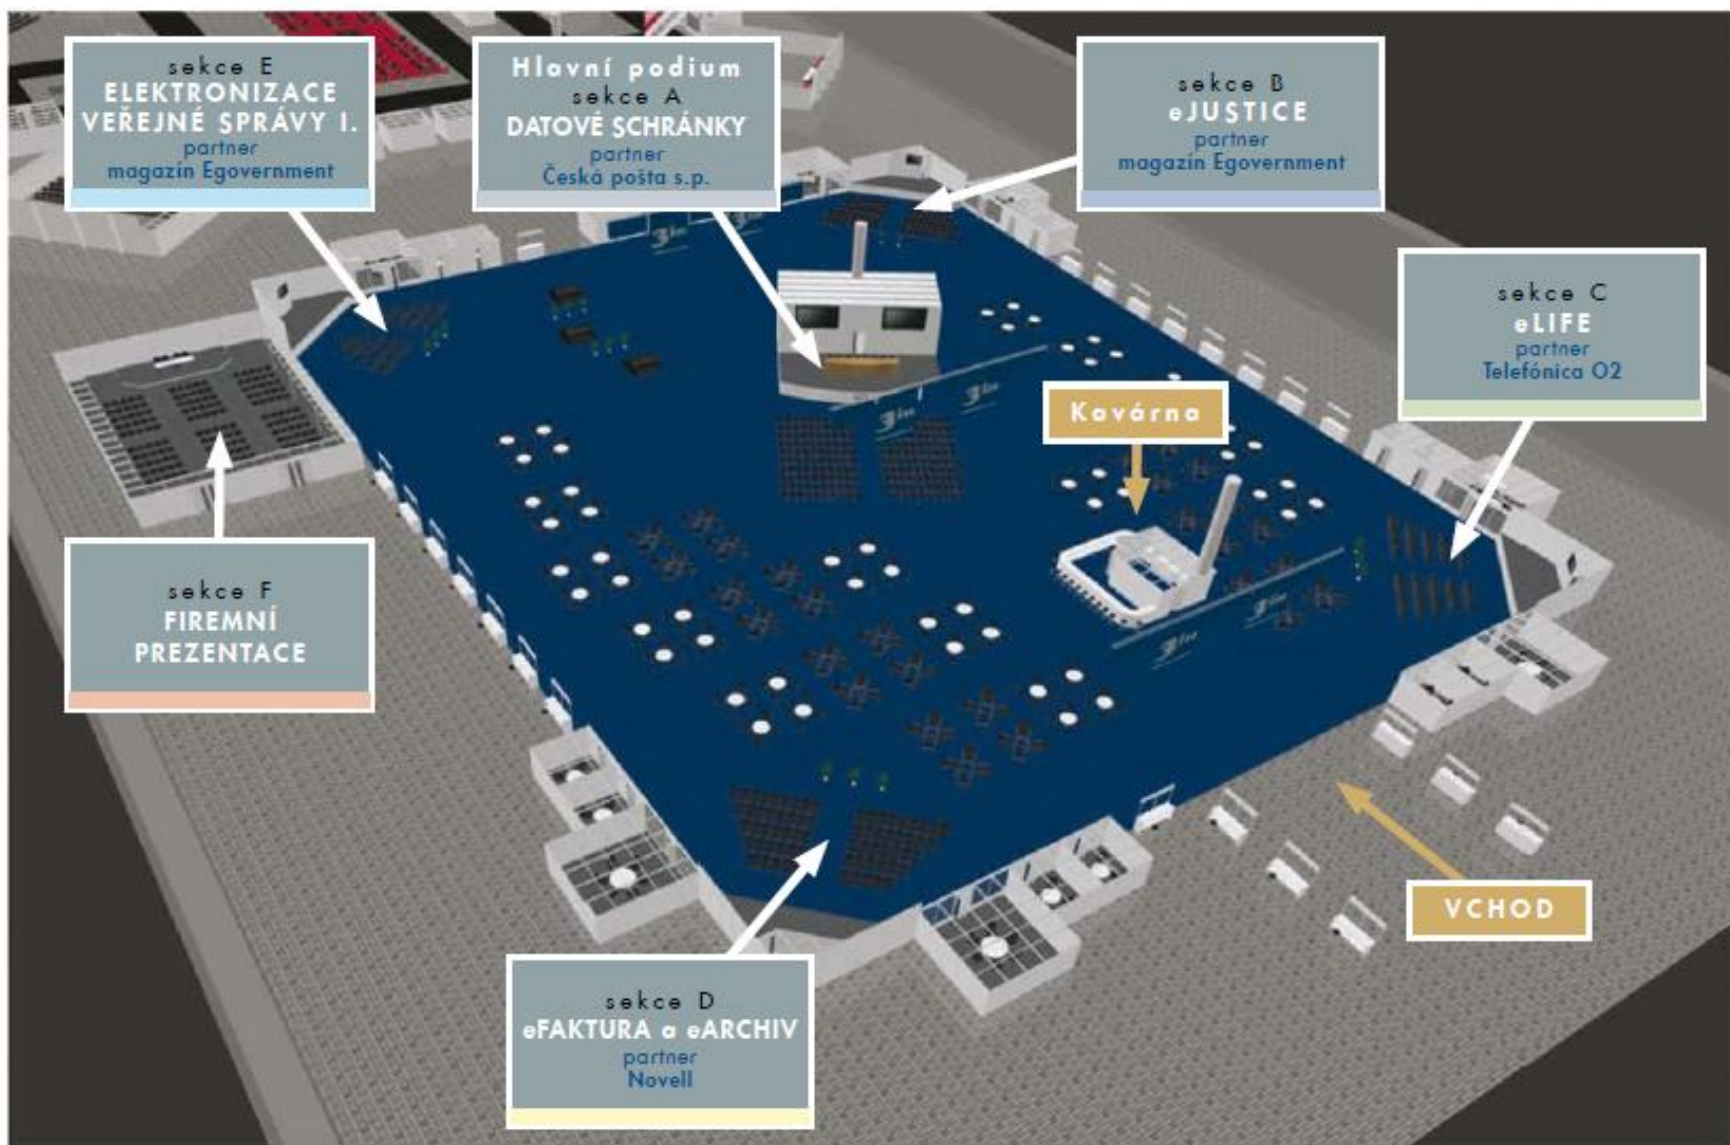 sekce E
ELEKTRONIZACE
VEŘEJNÉ SPRÁVY I.
partner
magazín Egovernment
Hlavní podium
sekce A
DATOVÉ SCHRÁNKY
partner
Česká pošta s.p.
sekce B
eJUSTICE
partner
magazín Egovernment
sekce C
eLIFE
partner
Telefónica O2
Kavárna
sekce F
FIREMNÍ
PREZENTACE
VCHOD
sekce D
eFAKTURA a eARCHIV
partner
Novell